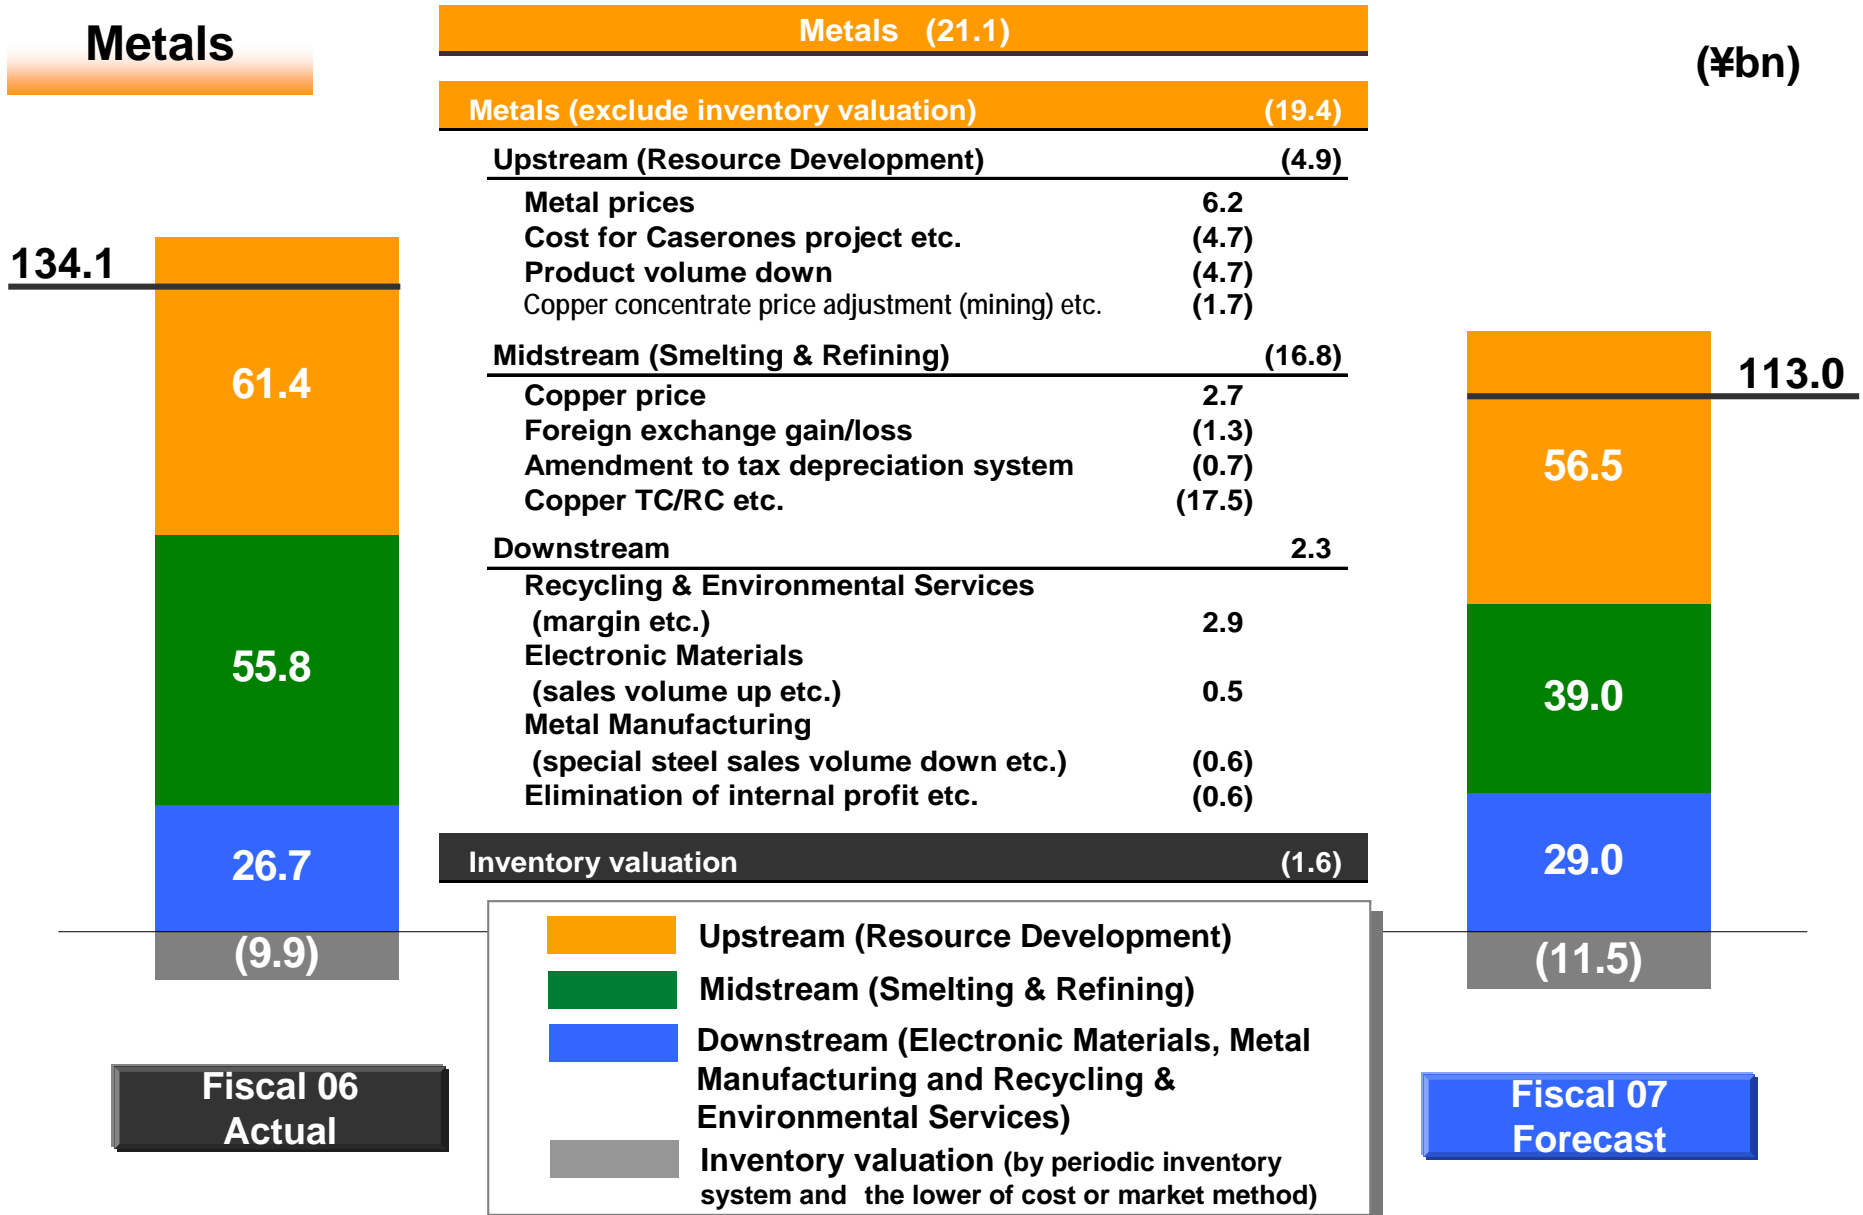 Metals
Metals (21.1)
(¥bn)
Metals (exclude inventory valuation) (19.4)
Upstream (Resource Development) (4.9)
Metal prices 6.2
Cost for Caserones project etc. (4.7)
Product volume down (4.7)
Copper concentrate price adjustment (mining) etc. (1.7)
Midstream (Smelting & Refining) (16.8)
Copper price 2.7
Foreign exchange gain/loss (1.3)
Amendment to tax depreciation system (0.7)
Copper TC/RC etc. (17.5)
Downstream 2.3
Recycling & Environmental Services
(margin etc.) 2.9
Electronic Materials
(sales volume up etc.) 0.5
Metal Manufacturing
(special steel sales volume down etc.) (0.6)
Elimination of internal profit etc. (0.6)
Inventory valuation (1.6)
134.1
61.4
55.8
26.7
(9.9)
Fiscal 06
Actual
113.0
56.5
39.0
29.0
(11.5)
Fiscal 07
Forecast
Upstream (Resource Development)
Midstream (Smelting & Refining)
Downstream (Electronic Materials, Metal
Manufacturing and Recycling &
Environmental Services)
Inventory valuation (by periodic inventory
system and the lower of cost or market method)